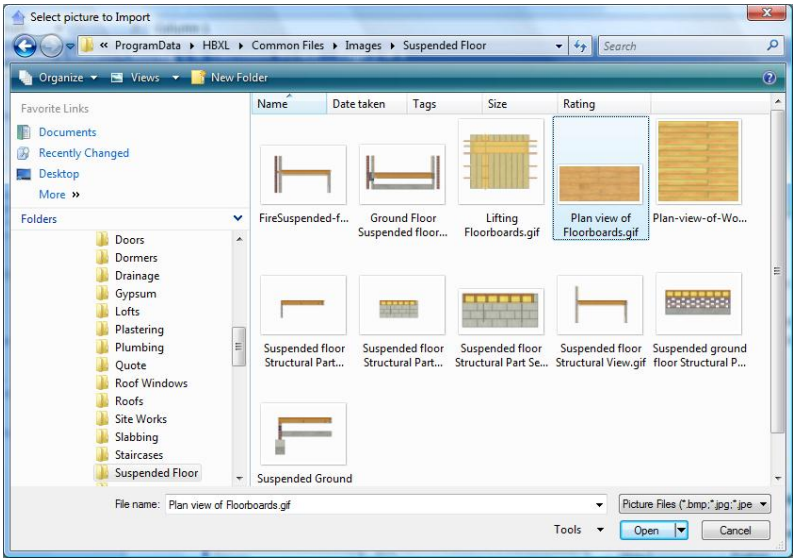 Select picture to Import
« ProgramData ▸ HBXL ▸ Common Files ▸ Images ▸ Suspended Floor
Search
Organize
Views
New Folder
Favorite Links
Documents
Recently Changed
Desktop
More »
Folders
Doors
Dormers
Drainage
Gypsum
Lofts
Plastering
Plumbing
Quote
Roof Windows
Roofs
Site Works
Slabbing
Staircases
Suspended Floor
Name Date taken Tags Size Rating
FireSuspended-f...
Ground Floor
Suspended floor...
Lifting
Floorboards.gif
Plan view of
Floorboards.gif
Plan-view-of-Wo...
Suspended floor
Structural Part...
Suspended floor
Structural Part...
Suspended floor
Structural Part Se...
Suspended floor
Structural View.gif
Suspended ground
floor Structural P...
Suspended Ground
File name: Plan view of Floorboards.gif
Picture Files (*.bmp;*.jpg;*.jpe
Tools
Open
Cancel